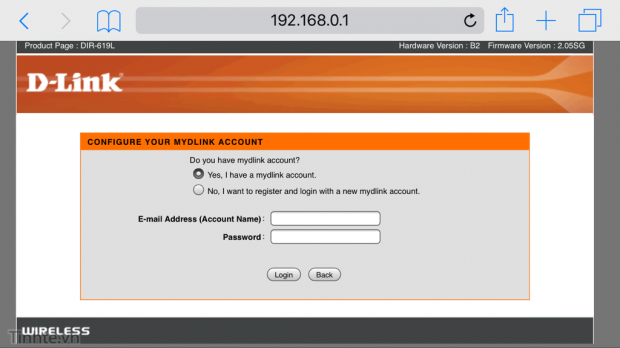 192.168.0.1
Product Page : DIR-619L Hardware Version : B2 Firmware Version : 2.05SG
D-Link
CONFIGURE YOUR MYDLINK ACCOUNT
Do you have mydlink account?
Yes, I have a mydlink account.
No, I want to register and login with a new mydlink account.
E-mail Address (Account Name) :
Password :
Login Back
WIRELESS
Tinhte.vn